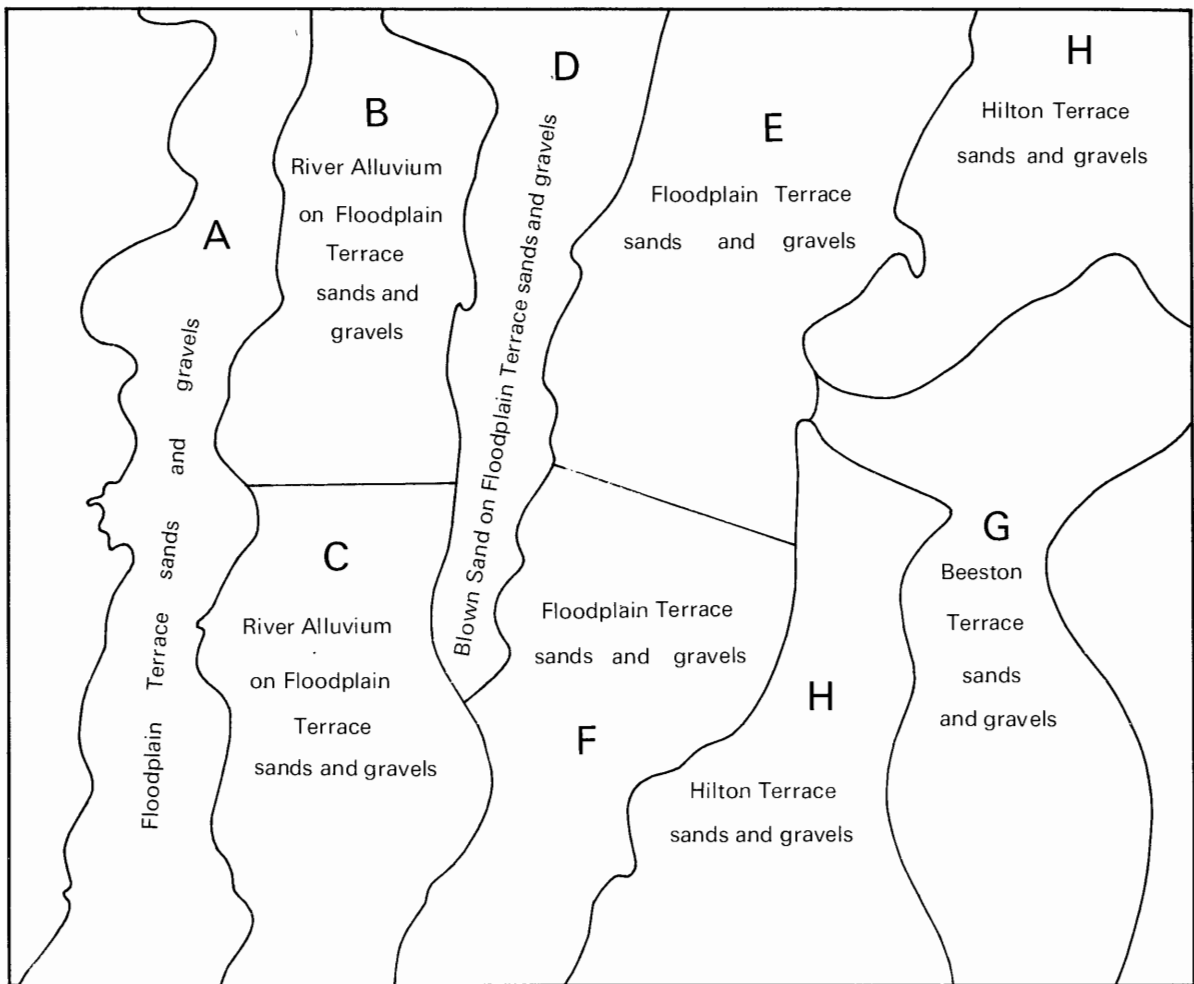 A
Floodplain Terrace sands and gravels
B
River Alluvium
on Floodplain
Terrace
sands and
gravels
C
River Alluvium
on Floodplain
Terrace
sands and gravels
D
Blown Sand on Floodplain Terrace sands and gravels
E
Floodplain Terrace
sands and gravels
Floodplain Terrace
sands and gravels
F
H
Hilton Terrace
sands and gravels
G
Beeston
Terrace
sands
and gravels
H
Hilton Terrace
sands and gravels